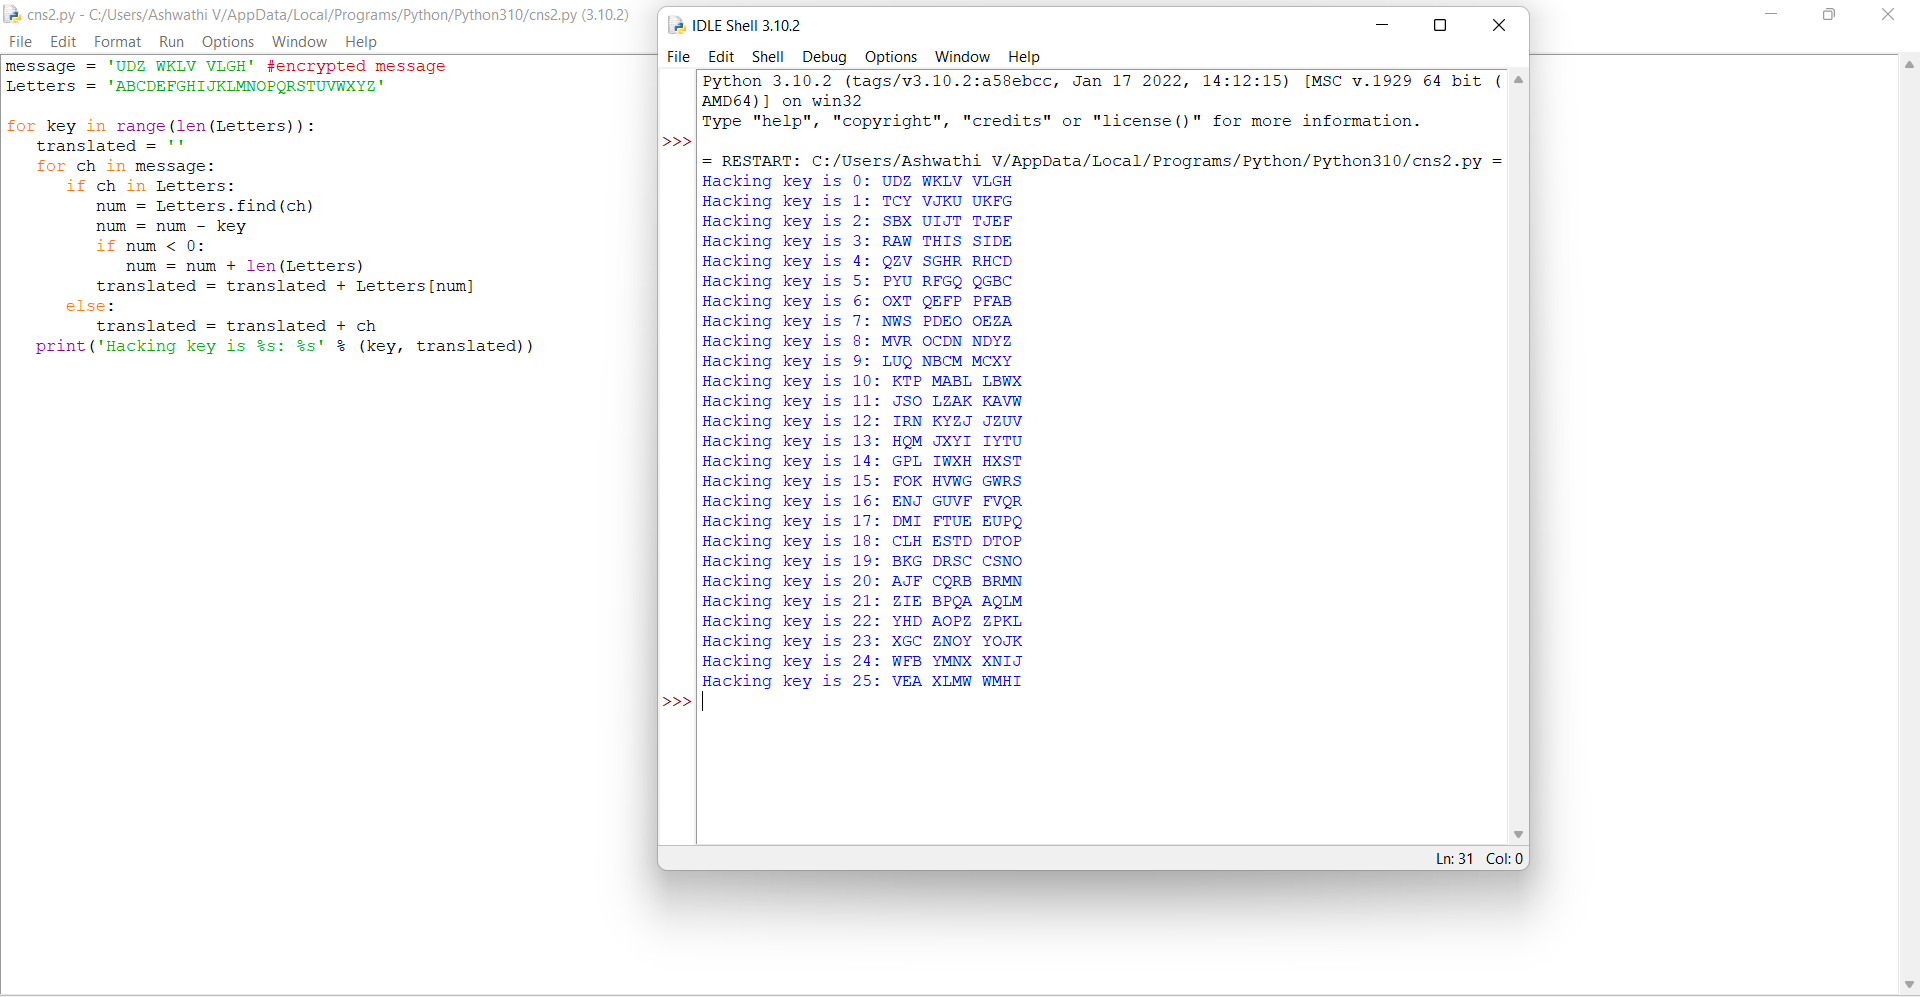 cns2.py - C:/Users/Ashwathi V/AppData/Local/Programs/Python/Python310/cns2.py (3.10.2)
File Edit Format Run Options Window Help
message = 'UDZ WKLV VLGH' #encrypted message
Letters = 'ABCDEFGHIJKLMNOPQRSTUVWXYZ'
for key in range(len(Letters)):
translated = ''
for ch in message:
if ch in Letters:
num = Letters.find(ch)
num = num - key
if num < 0:
num = num + len(Letters)
translated = translated + Letters[num]
else:
translated = translated + ch
print('Hacking key is %s: %s' % (key, translated))
IDLE Shell 3.10.2
File Edit Shell Debug Options Window Help
Python 3.10.2 (tags/v3.10.2:a58ebcc, Jan 17 2022, 14:12:15) [MSC v.1929 64 bit (
AMD64)] on win32
Type "help", "copyright", "credits" or "license()" for more information.
>>>
= RESTART: C:/Users/Ashwathi V/AppData/Local/Programs/Python/Python310/cns2.py =
Hacking key is 0: UDZ WKLV VLGH
Hacking key is 1: TCY VJKU UKFG
Hacking key is 2: SBX UIJT TJEF
Hacking key is 3: RAW THIS SIDE
Hacking key is 4: QZV SGHR RHCD
Hacking key is 5: PYU RFGQ QGBC
Hacking key is 6: OXT QEFP PFAB
Hacking key is 7: NWS PDEO OEZA
Hacking key is 8: MVR OCDN NDYZ
Hacking key is 9: LUQ NBCM MCXY
Hacking key is 10: KTP MABL LBWX
Hacking key is 11: JSO LZAK KAVW
Hacking key is 12: IRN KYZJ JZUV
Hacking key is 13: HQM JXYI IYTU
Hacking key is 14: GPL IWXH HXST
Hacking key is 15: FOK HVWG GWRS
Hacking key is 16: ENJ GUVF FVQR
Hacking key is 17: DMI FTUE EUPQ
Hacking key is 18: CLH ESTD DTOP
Hacking key is 19: BKG DRSC CSNO
Hacking key is 20: AJF CQRB BRMN
Hacking key is 21: ZIE BPQA AQLM
Hacking key is 22: YHD AOPZ ZPKL
Hacking key is 23: XGC ZNOY YOJK
Hacking key is 24: WFB YMNX XNIJ
Hacking key is 25: VEA XLMW WMHI
>>>
Ln: 31 Col: 0